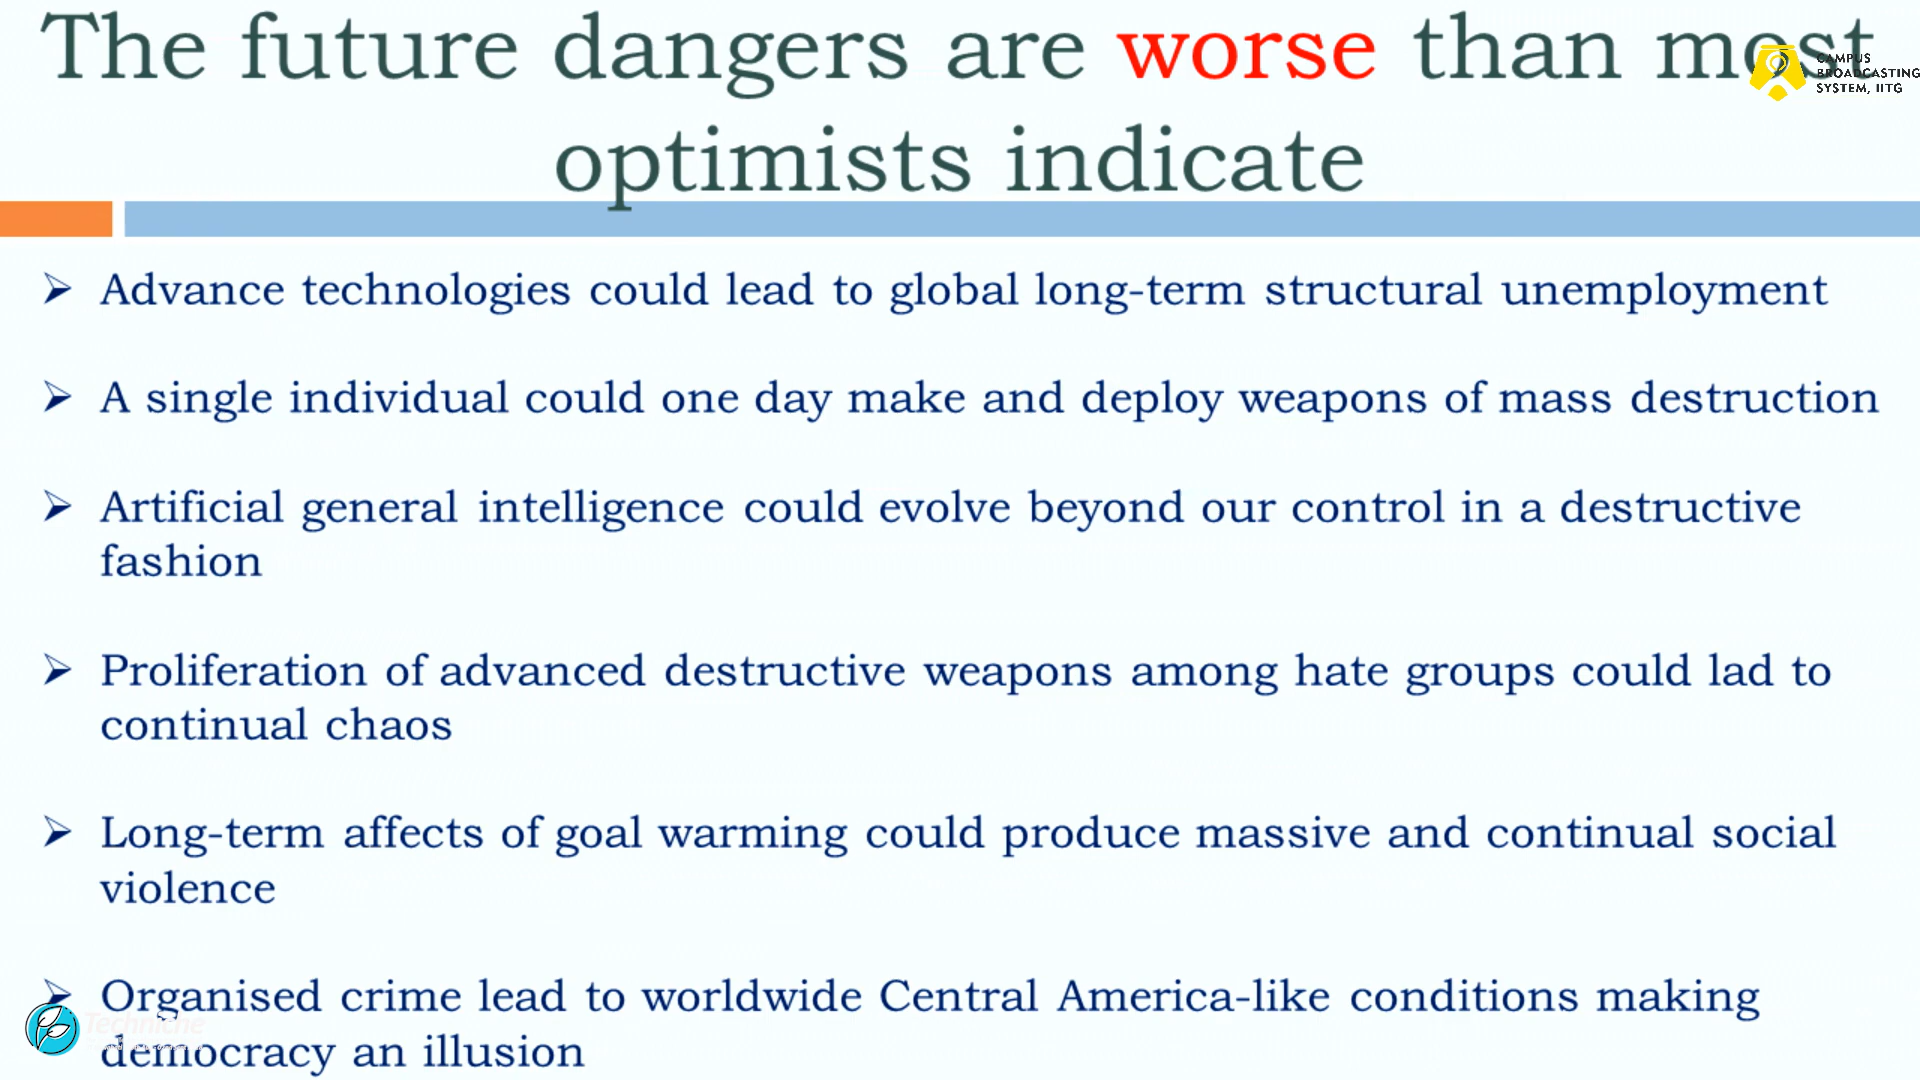 The future dangers are worse than most
optimists indicate
CAMPUS
BROADCASTING
SYSTEM, IITG
➢ Advance technologies could lead to global long-term structural unemployment
➢ A single individual could one day make and deploy weapons of mass destruction
➢ Artificial general intelligence could evolve beyond our control in a destructive
fashion
➢ Proliferation of advanced destructive weapons among hate groups could lad to
continual chaos
➢ Long-term affects of goal warming could produce massive and continual social
violence
➢ Organised crime lead to worldwide Central America-like conditions making
democracy an illusion
Techniche